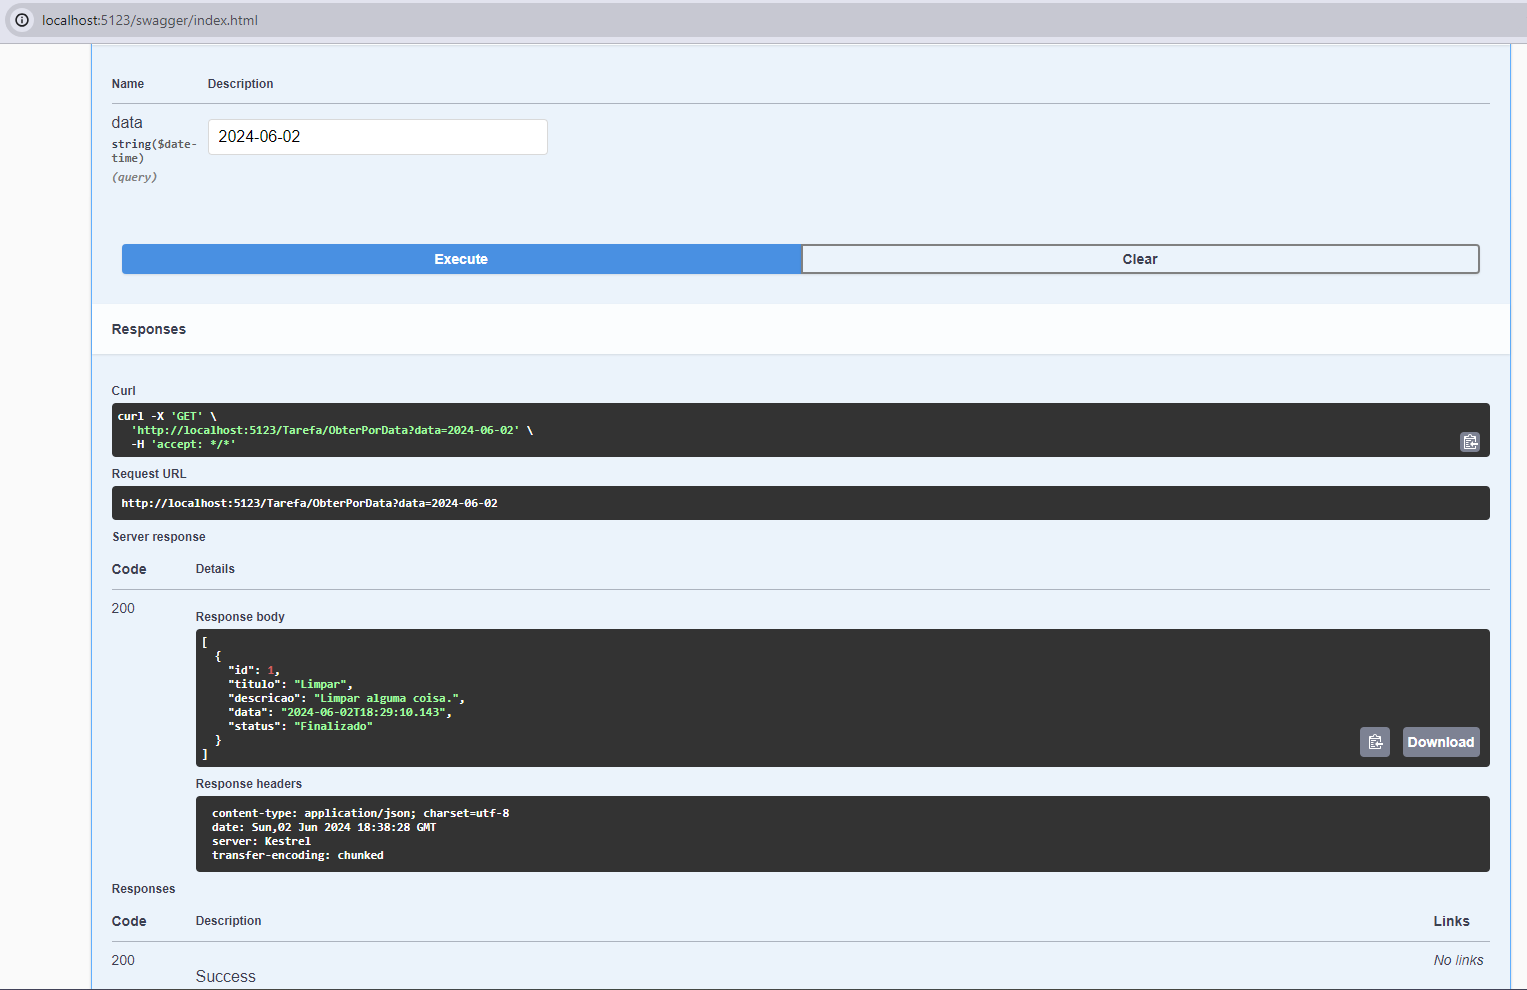 localhost:5123/swagger/index.html
Name Description
data
string($date-
time)
(query)
2024-06-02
Execute Clear
Responses
Curl
curl -X 'GET' \
'http://localhost:5123/Tarefa/ObterPorData?data=2024-06-02' \
-H 'accept: */*'
Request URL
http://localhost:5123/Tarefa/ObterPorData?data=2024-06-02
Server response
Code Details
200
Response body
[
{
"id": 1,
"titulo": "Limpar",
"descricao": "Limpar alguma coisa.",
"data": "2024-06-02T18:29:10.143",
"status": "Finalizado"
}
]
Download
Response headers
content-type: application/json; charset=utf-8
date: Sun,02 Jun 2024 18:38:28 GMT
server: Kestrel
transfer-encoding: chunked
Responses
Code Description Links
200 No links
Success